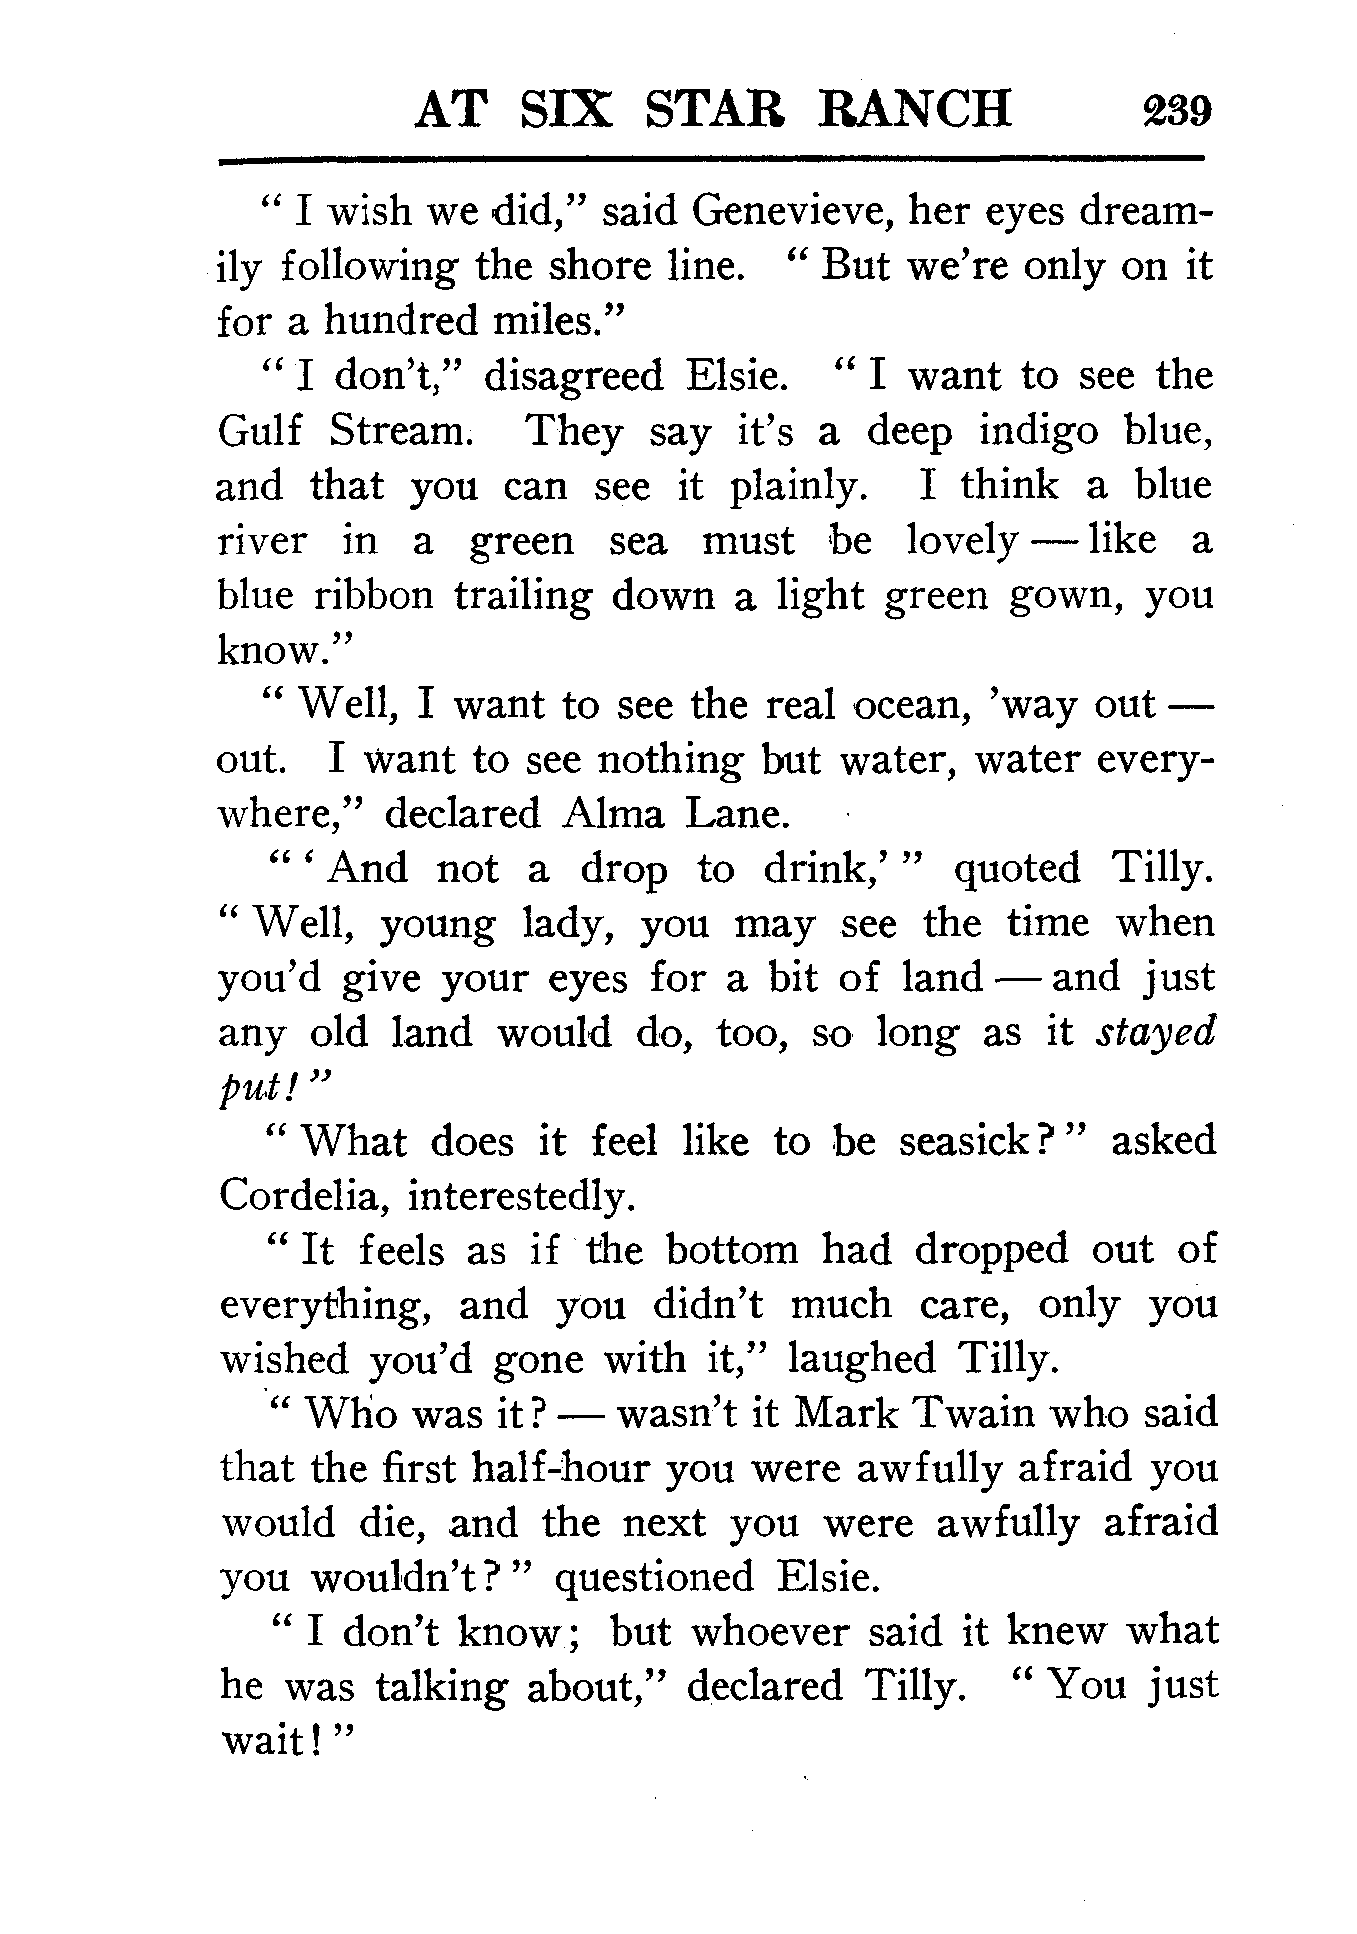 AT SIX STAR RANCH 239
" I wish we did," said Genevieve, her eyes dream-
ily following the shore line. " But we're only on it
for a hundred miles."
" I don't," disagreed Elsie. " I want to see the
Gulf Stream. They say it's a deep indigo blue,
and that you can see it plainly. I think a blue
river in a green sea must be lovely — like a
blue ribbon trailing down a light green gown, you
know."
" Well, I want to see the real ocean, 'way out —
out. I want to see nothing but water, water every-
where," declared Alma Lane.
" ' And not a drop to drink,' " quoted Tilly.
" Well, young lady, you may see the time when
you'd give your eyes for a bit of land — and just
any old land would do, too, so long as it stayed
put! "
" What does it feel like to be seasick? " asked
Cordelia, interestedly.
" It feels as if the bottom had dropped out of
everything, and you didn't much care, only you
wished you'd gone with it," laughed Tilly.
" Who was it? — wasn't it Mark Twain who said
that the first half-hour you were awfully afraid you
would die, and the next you were awfully afraid
you wouldn't? " questioned Elsie.
" I don't know; but whoever said it knew what
he was talking about," declared Tilly. " You just
wait! "